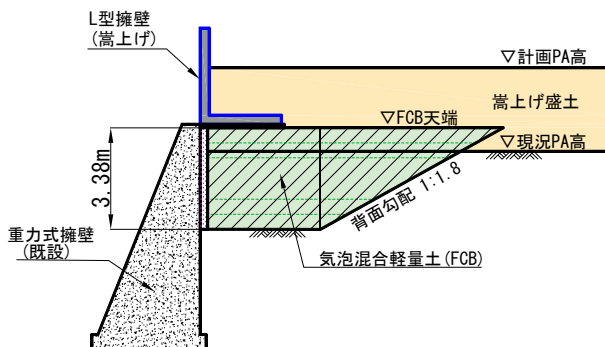 L型擁壁
(嵩上げ)
▽計画PA高
嵩上げ盛土
▽FCB天端
▽現況PA高
3.38m
背面勾配 1:1.8
重力式擁壁
(既設)
気泡混合軽量土(FCB)